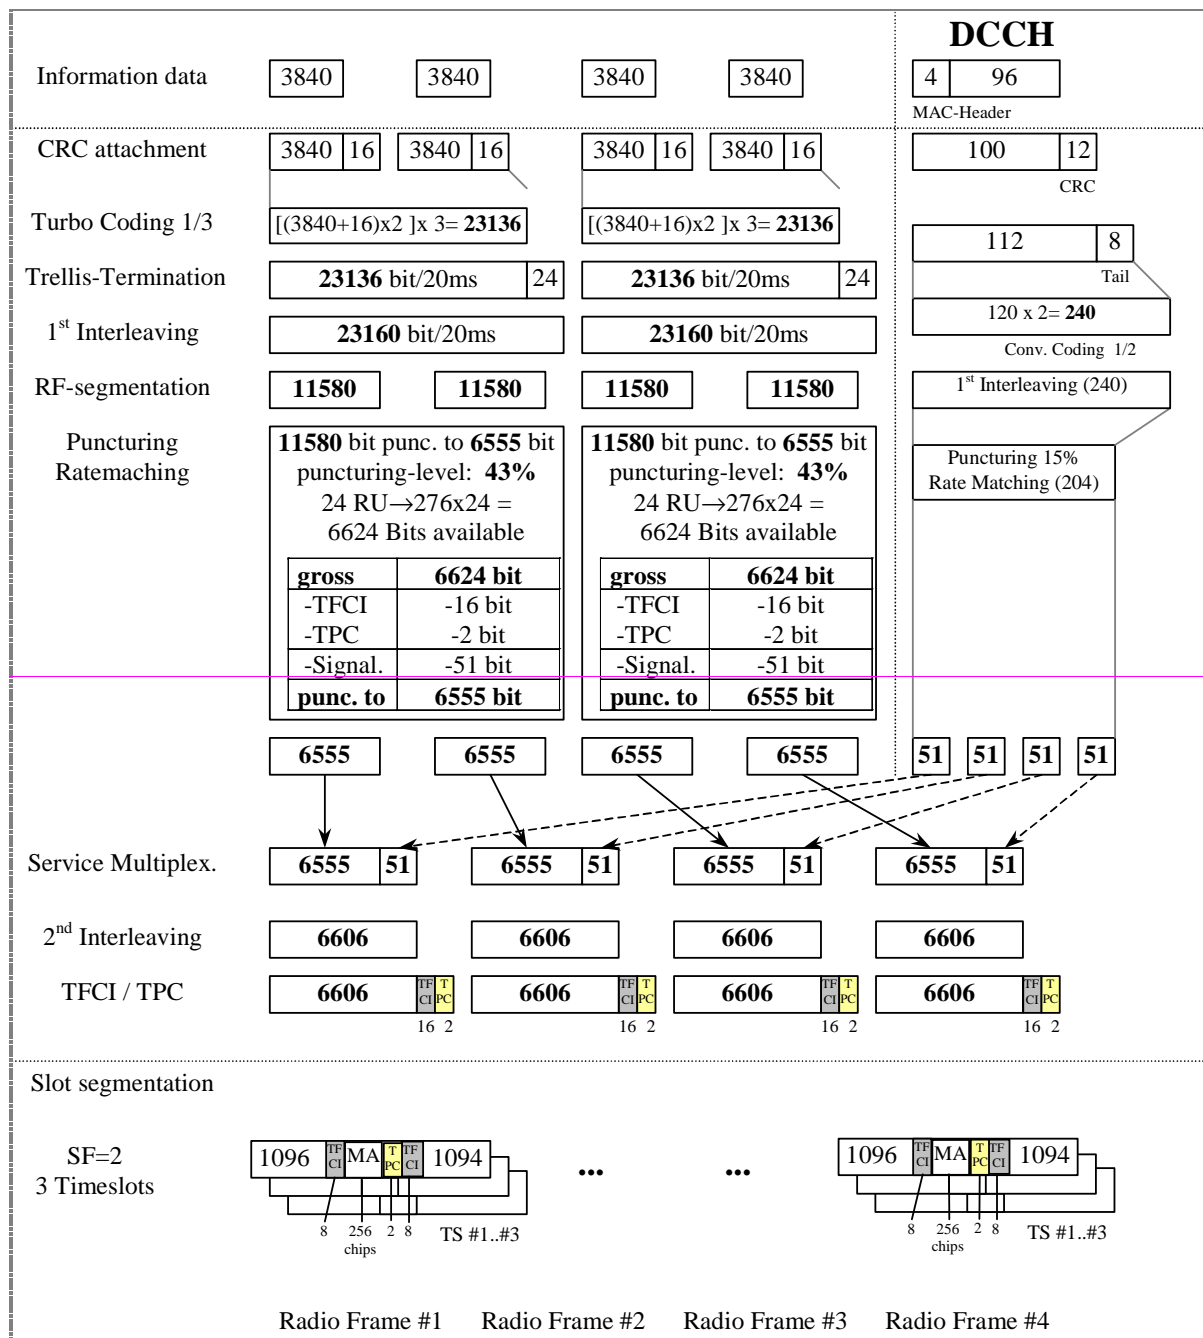 DCCH
Information data 3840 3840 3840 3840 4 96
MAC-Header
CRC attachment 3840 16 3840 16 3840 16 3840 16 100 12
CRC
Turbo Coding 1/3 [(3840+16)x2 ]x 3= 23136 [(3840+16)x2 ]x 3= 23136
112 8
Trellis-Termination 23136 bit/20ms 24 23136 bit/20ms 24
Tail
120 x 2= 240
1st Interleaving 23160 bit/20ms 23160 bit/20ms
Conv. Coding 1/2
RF-segmentation 11580 11580 11580 11580 1st Interleaving (240)
Puncturing
Ratemaching
11580 bit punc. to 6555 bit
puncturing-level: 43%
24 RU→276x24 =
6624 Bits available
gross 6624 bit
-TFCI -16 bit
-TPC -2 bit
-Signal. -51 bit
punc. to 6555 bit
11580 bit punc. to 6555 bit
puncturing-level: 43%
24 RU→276x24 =
6624 Bits available
gross 6624 bit
-TFCI -16 bit
-TPC -2 bit
-Signal. -51 bit
punc. to 6555 bit
Puncturing 15%
Rate Matching (204)
6555 6555 6555 6555 51 51 51 51
Service Multiplex. 6555 51 6555 51 6555 51 6555 51
2nd Interleaving 6606 6606 6606 6606
TFCI / TPC 6606 TF CI T PC 6606 TF CI T PC 6606 TF CI T PC 6606 TF CI T PC
16 2 16 2 16 2 16 2
Slot segmentation
SF=2
3 Timeslots
1096 TF CI MA T PC TF CI 1094
8 256 2 8
chips
TS #1..#3
... ...
1096 TF CI MA T PC TF CI 1094
8 256 2 8
chips
TS #1..#3
Radio Frame #1 Radio Frame #2 Radio Frame #3 Radio Frame #4